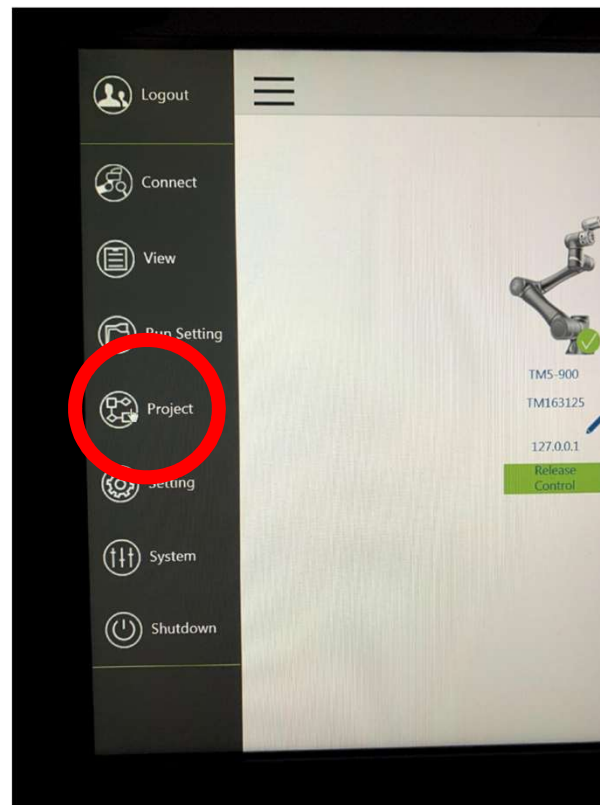 Logout
Connect
View
Run Setting
Project
Setting
System
Shutdown
TM5-900
TM163125
127.0.0.1
Release
Control